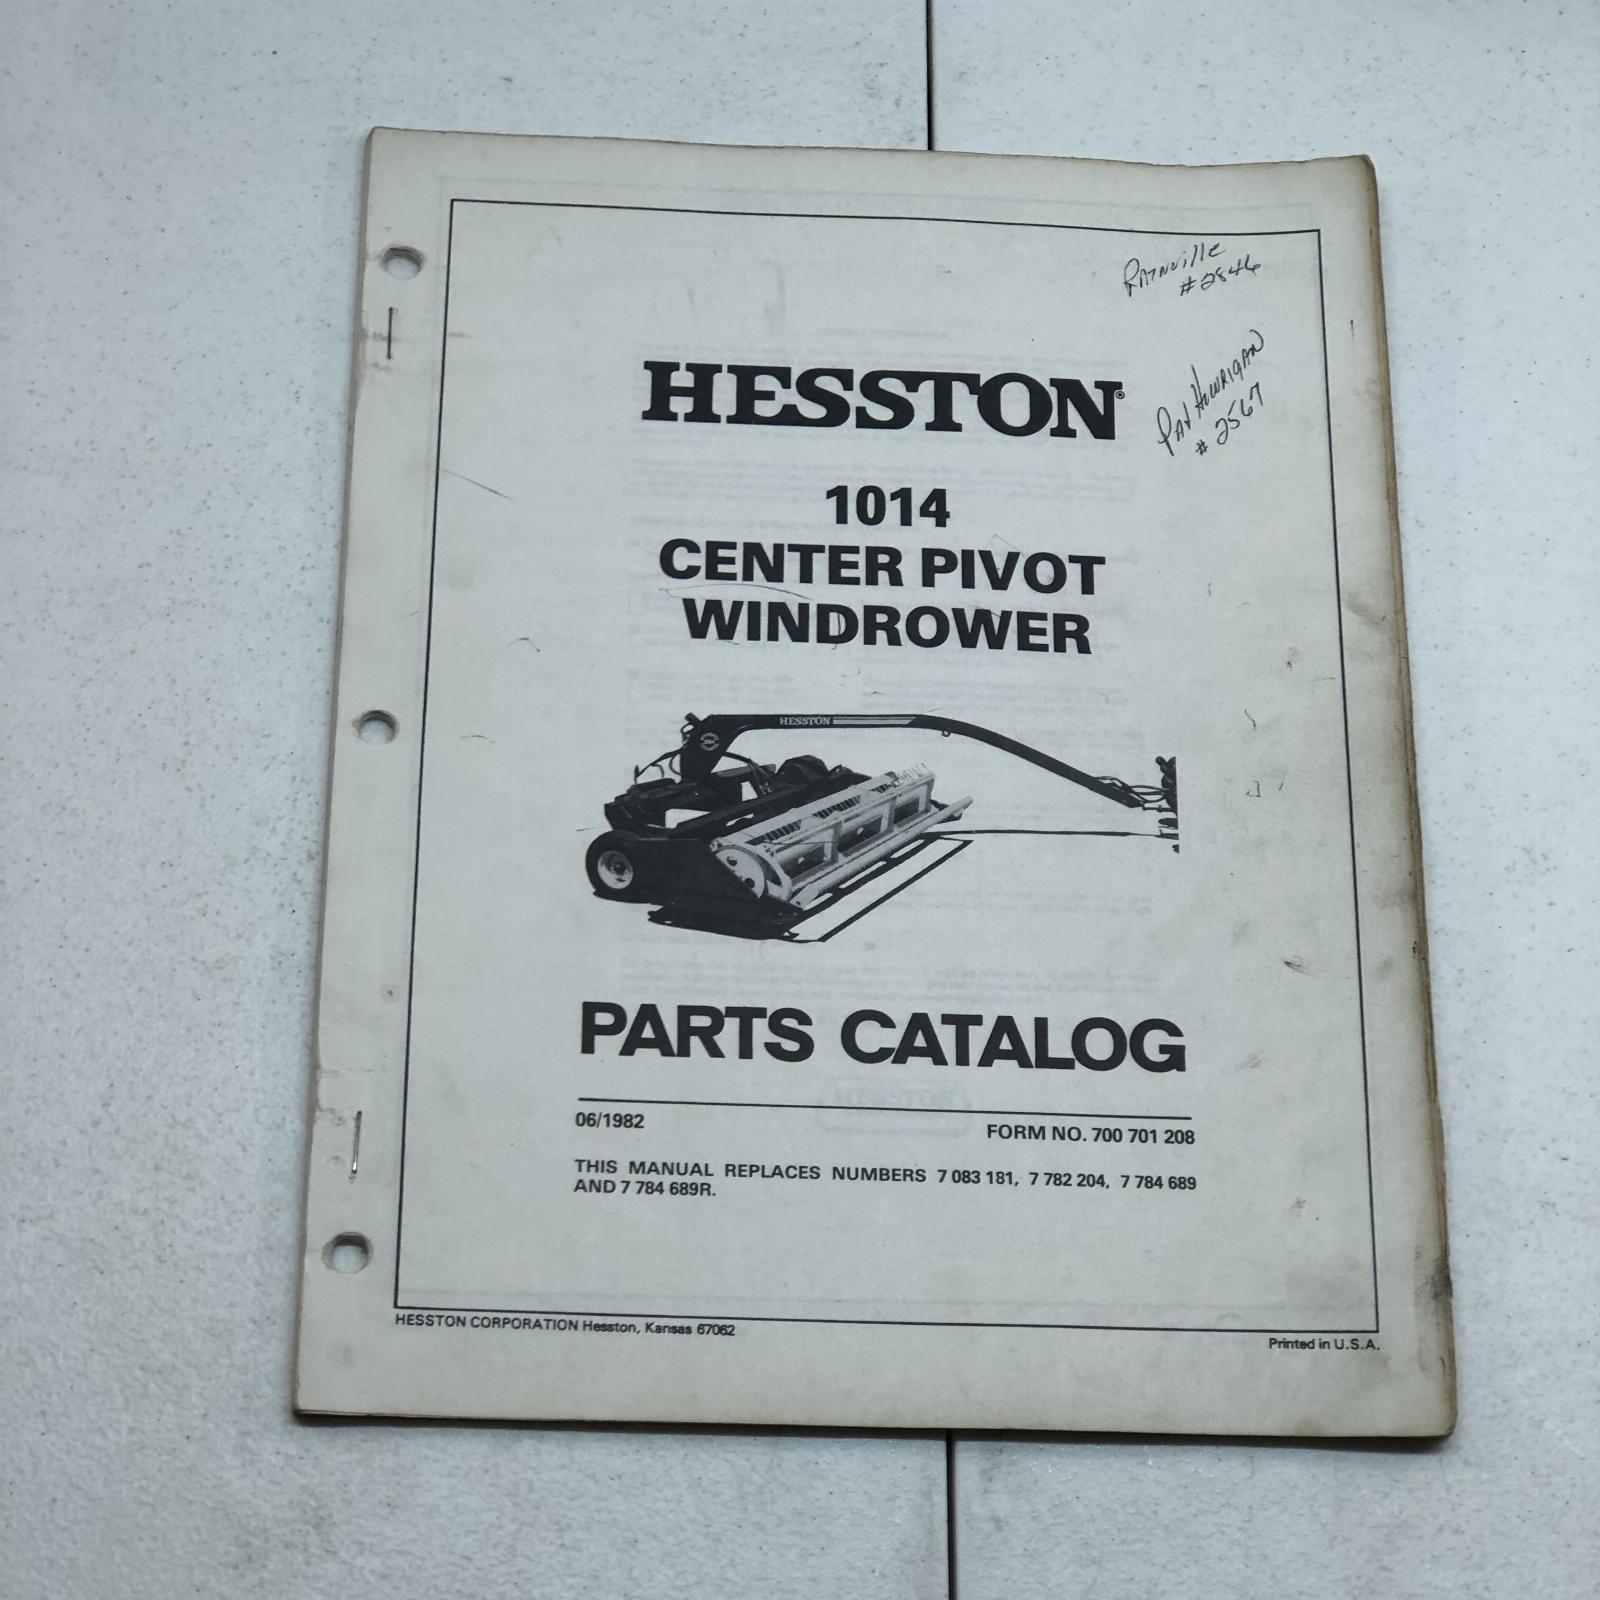 Rainville
#2846
HESSTON®
Pat Hourigan
# 2567
1014
CENTER PIVOT
WINDROWER
HESSTON
PARTS CATALOG
06/1982
FORM NO. 700 701 208
THIS MANUAL REPLACES NUMBERS 7 083 181, 7 782 204, 7 784 689
AND 7 784 689R.
HESSTON CORPORATION Hesston, Kansas 67062
Printed in U.S.A.